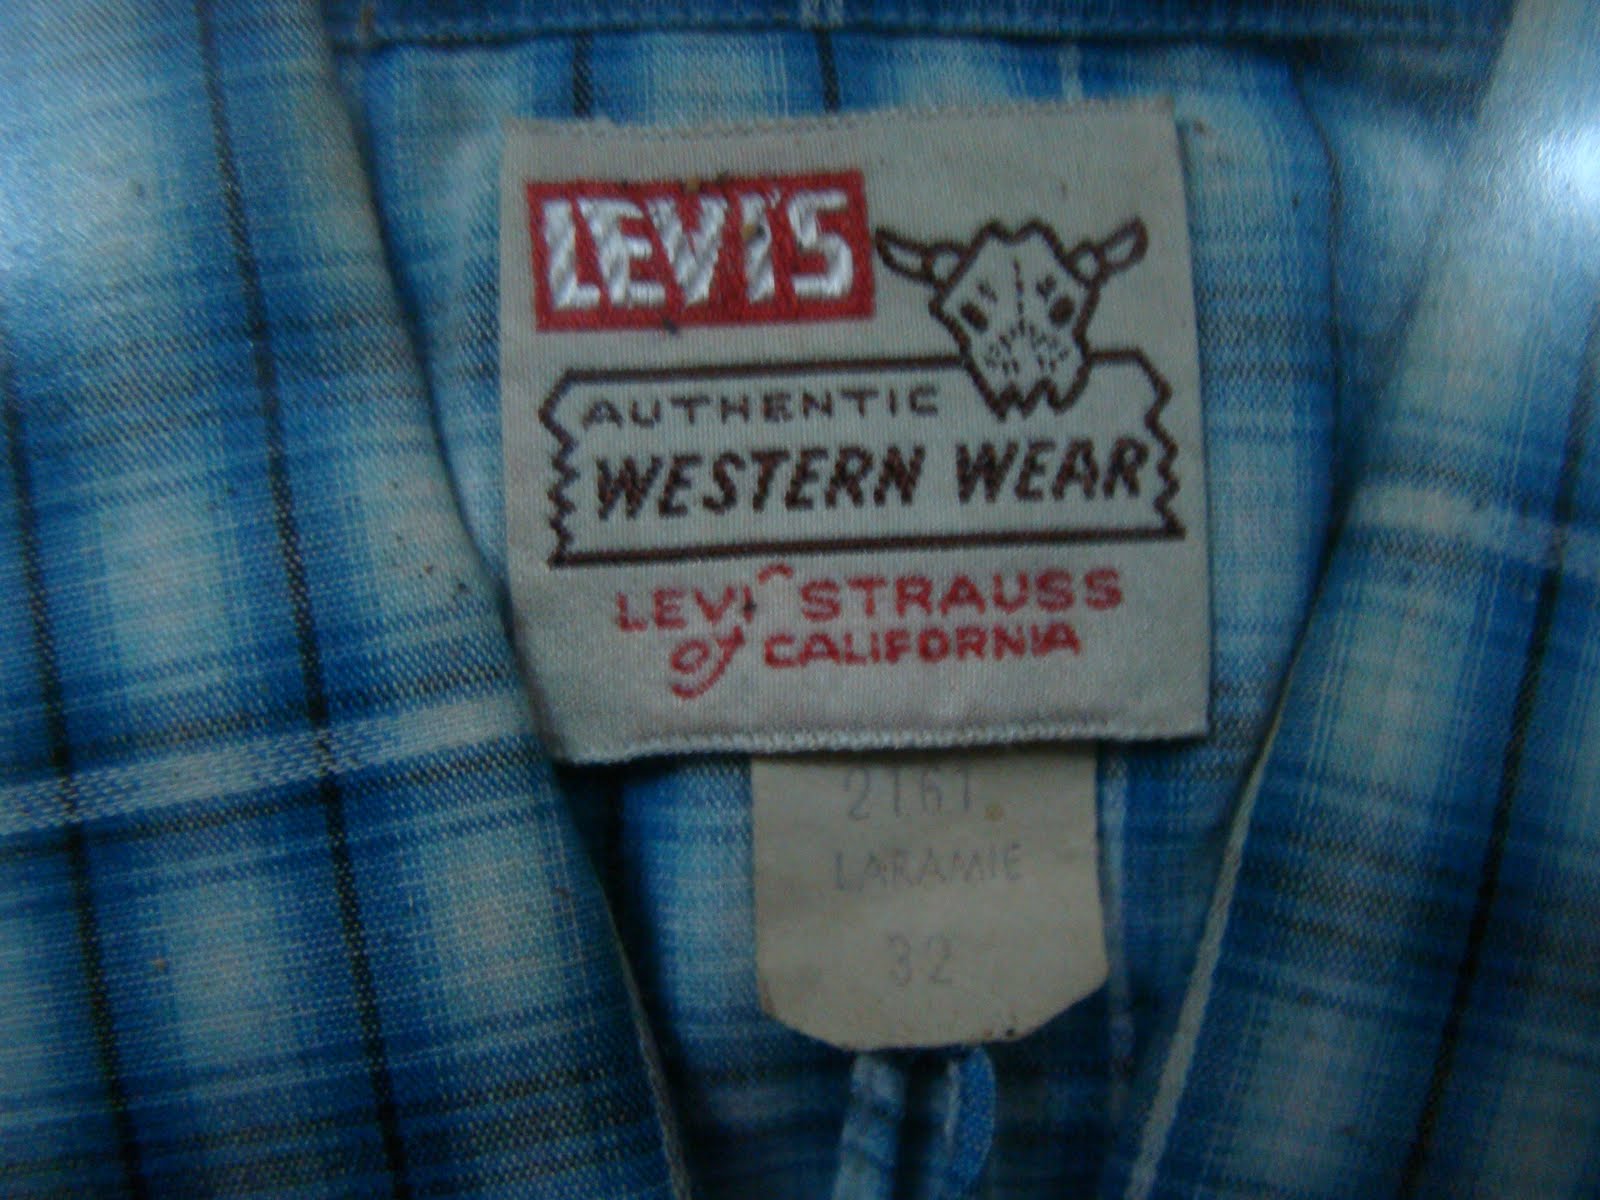 LEVI'S
AUTHENTIC
WESTERN WEAR
LEVI STRAUSS
of CALIFORNIA
2161
LARAMIE
32